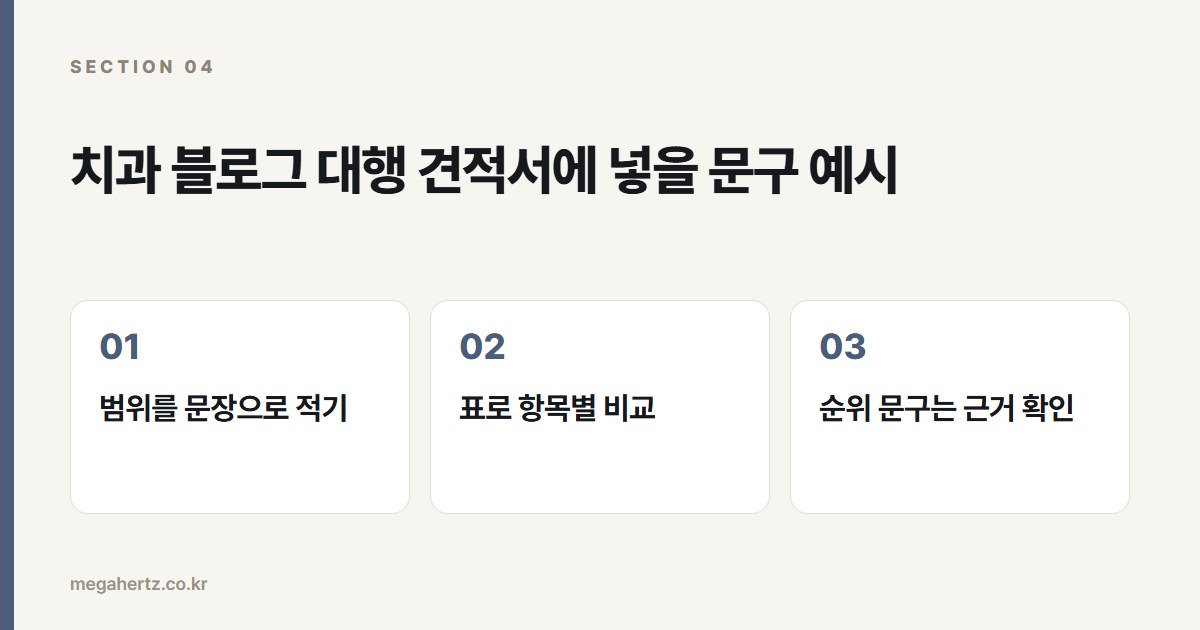 SECTION 04
치과 블로그 대행 견적서에 넣을 문구 예시
01
범위를 문장으로 적기
02
표로 항목별 비교
03
순위 문구는 근거 확인
megahertz.co.kr